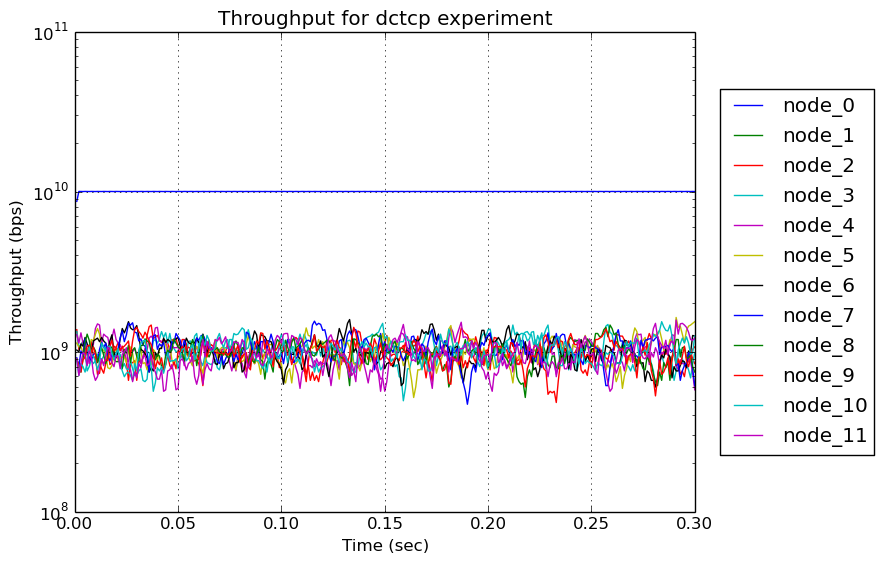 Throughput for dctcp experiment
10^11
10^10
10^9
10^8
Throughput (bps)
0.00 0.05 0.10 0.15 0.20 0.25 0.30
Time (sec)
node_0
node_1
node_2
node_3
node_4
node_5
node_6
node_7
node_8
node_9
node_10
node_11